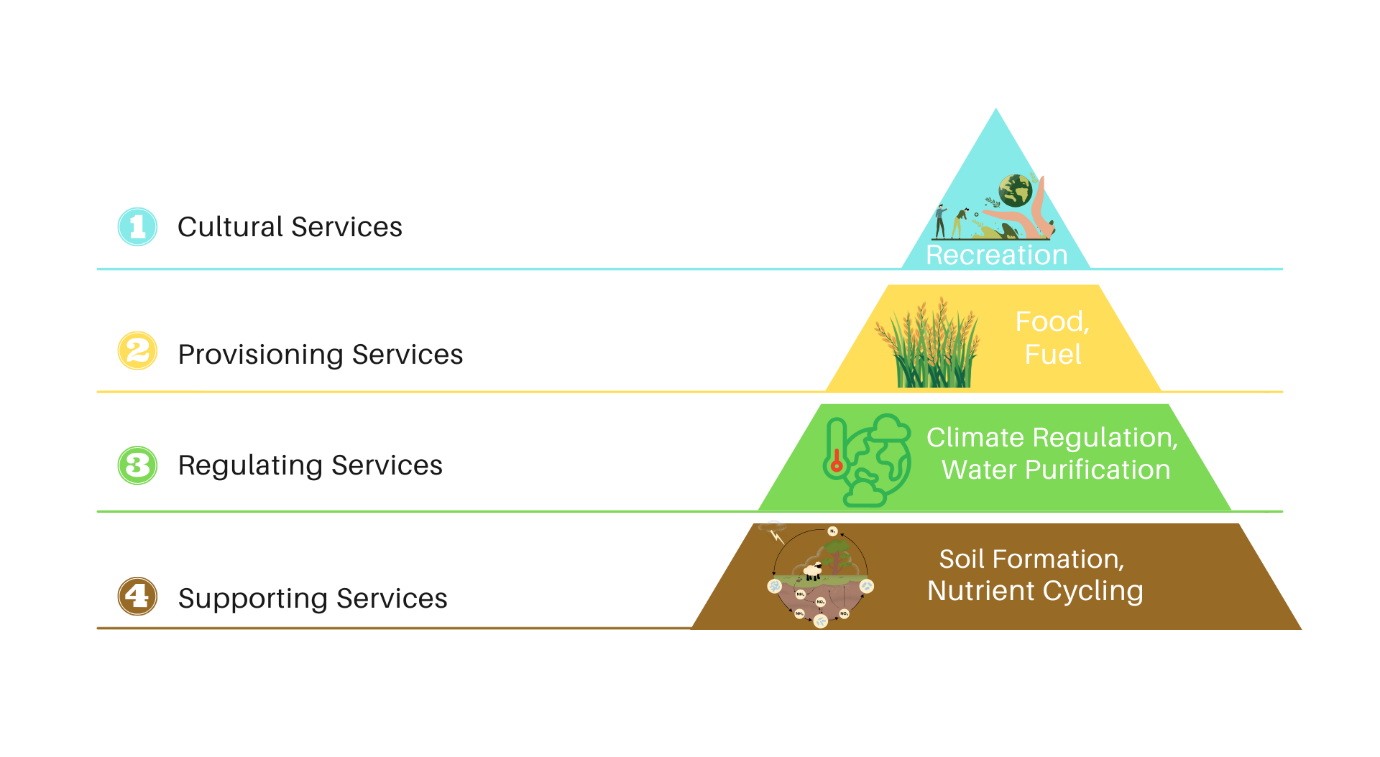 1 Cultural Services
Recreation
2 Provisioning Services
Food,
Fuel
3 Regulating Services
Climate Regulation,
Water Purification
4 Supporting Services
Soil Formation,
Nutrient Cycling